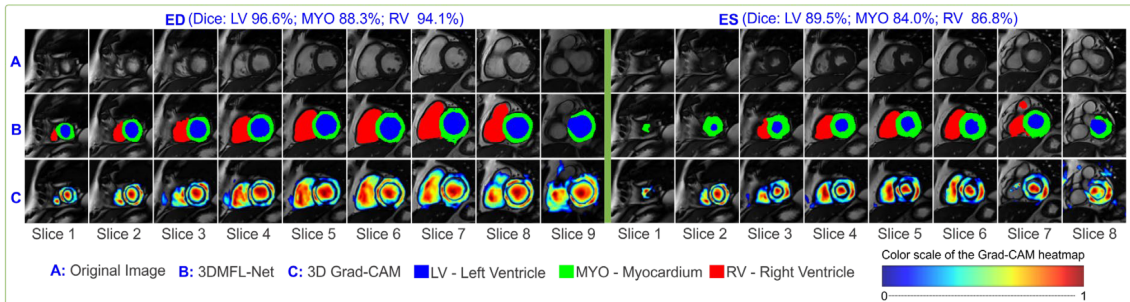 ED (Dice: LV 96.6%; MYO 88.3%; RV 94.1%)
ES (Dice: LV 89.5%; MYO 84.0%; RV 86.8%)
A
B
C
Slice 1 Slice 2 Slice 3 Slice 4 Slice 5 Slice 6 Slice 7 Slice 8 Slice 9
Slice 1 Slice 2 Slice 3 Slice 4 Slice 5 Slice 6 Slice 7 Slice 8
A: Original Image B: 3DMFL-Net C: 3D Grad-CAM LV - Left Ventricle MYO – Myocardium RV - Right Ventricle
Color scale of the Grad-CAM heatmap
0 1